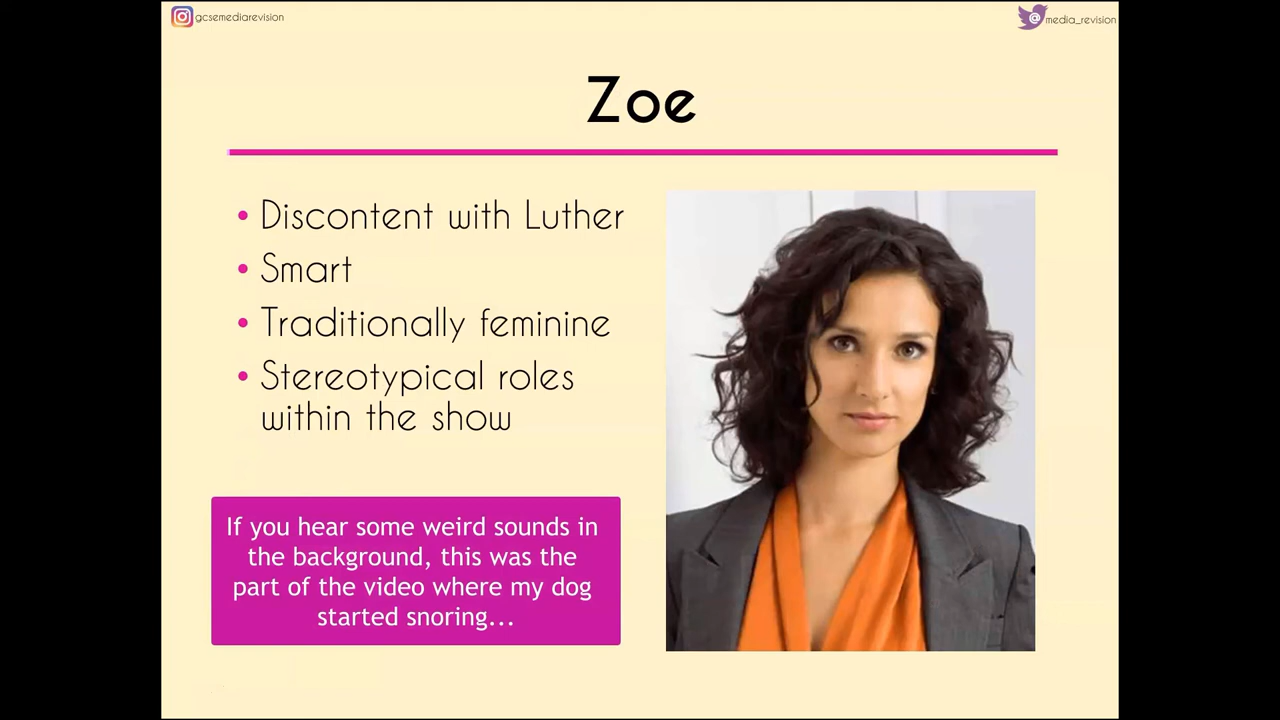 gcsemediarevision
media_revision
Zoe
• Discontent with Luther
• Smart
• Traditionally feminine
• Stereotypical roles
within the show
If you hear some weird sounds in
the background, this was the
part of the video where my dog
started snoring...